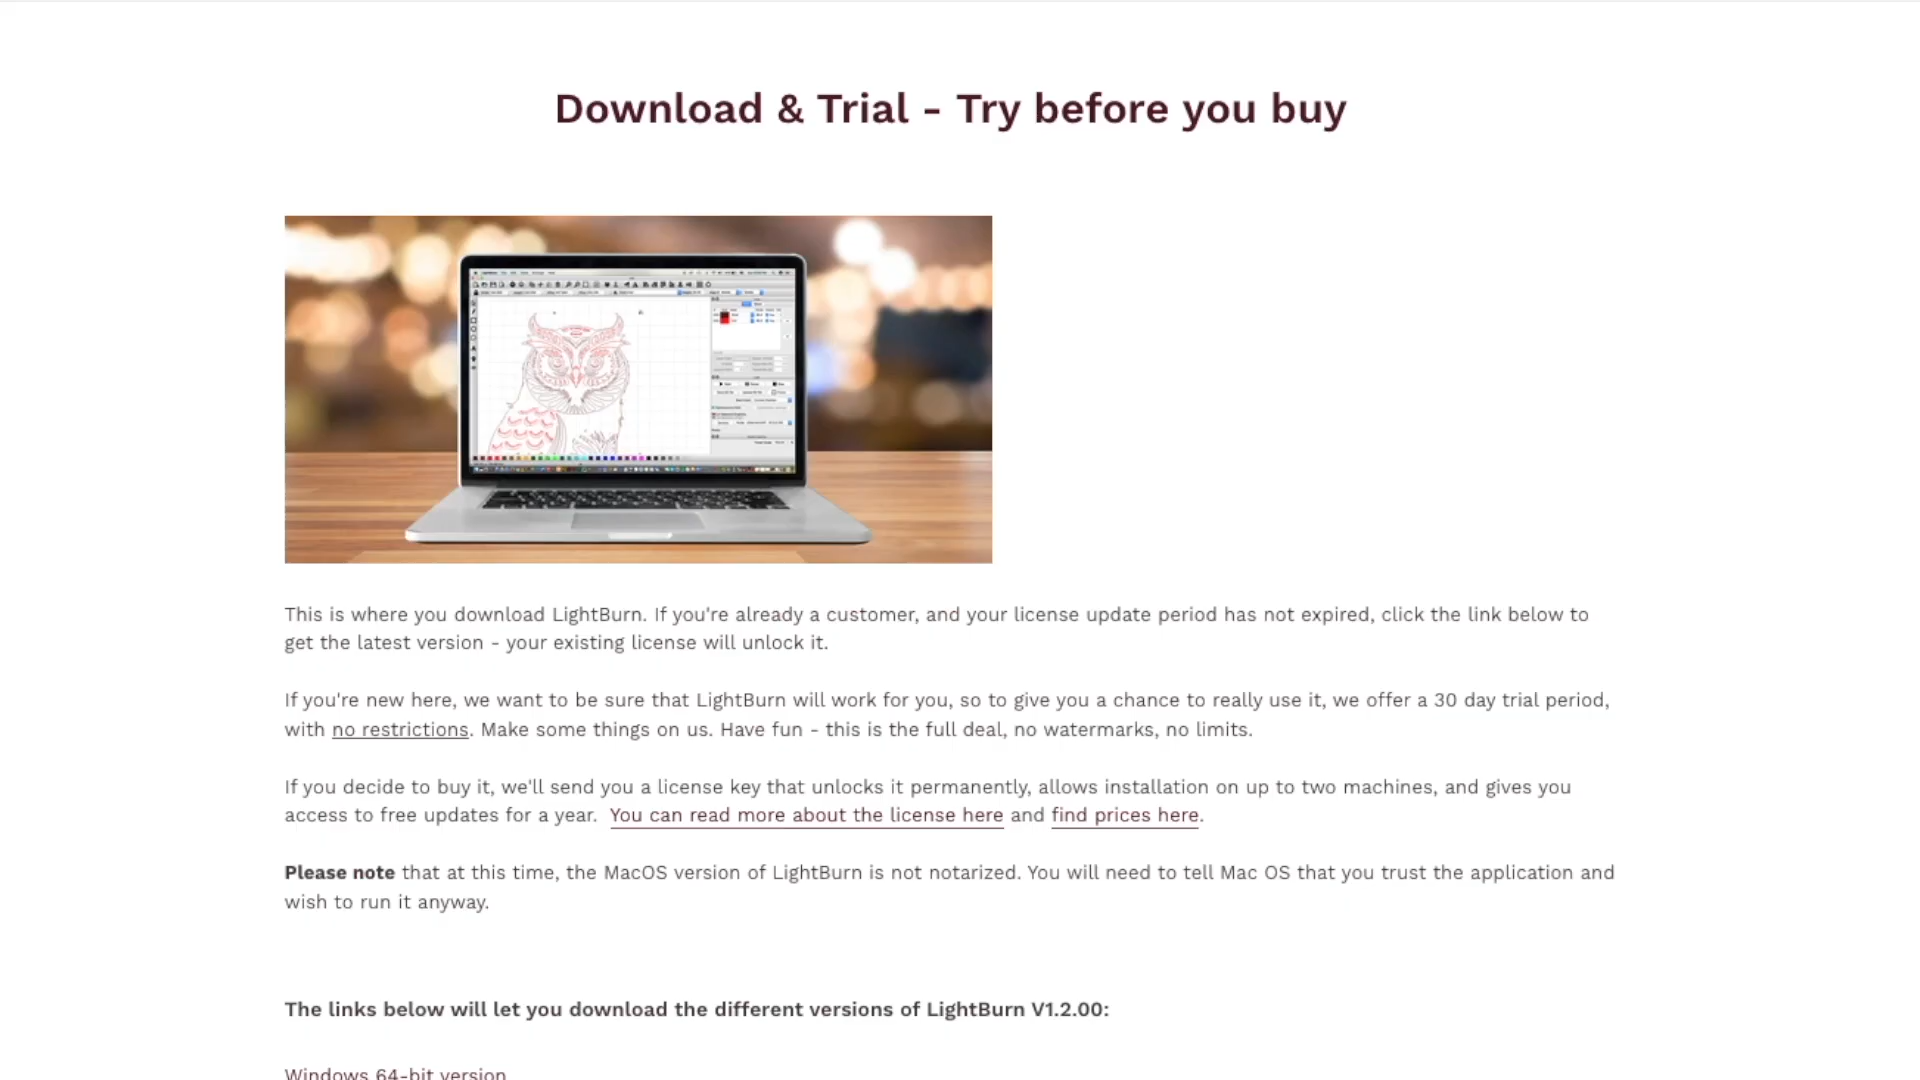 Download & Trial - Try before you buy
This is where you download LightBurn. If you're already a customer, and your license update period has not expired, click the link below to
get the latest version - your existing license will unlock it.
If you're new here, we want to be sure that LightBurn will work for you, so to give you a chance to really use it, we offer a 30 day trial period,
with no restrictions. Make some things on us. Have fun - this is the full deal, no watermarks, no limits.
If you decide to buy it, we'll send you a license key that unlocks it permanently, allows installation on up to two machines, and gives you
access to free updates for a year. You can read more about the license here and find prices here.
Please note that at this time, the MacOS version of LightBurn is not notarized. You will need to tell Mac OS that you trust the application and
wish to run it anyway.
The links below will let you download the different versions of LightBurn V1.2.00:
Windows 64-bit version